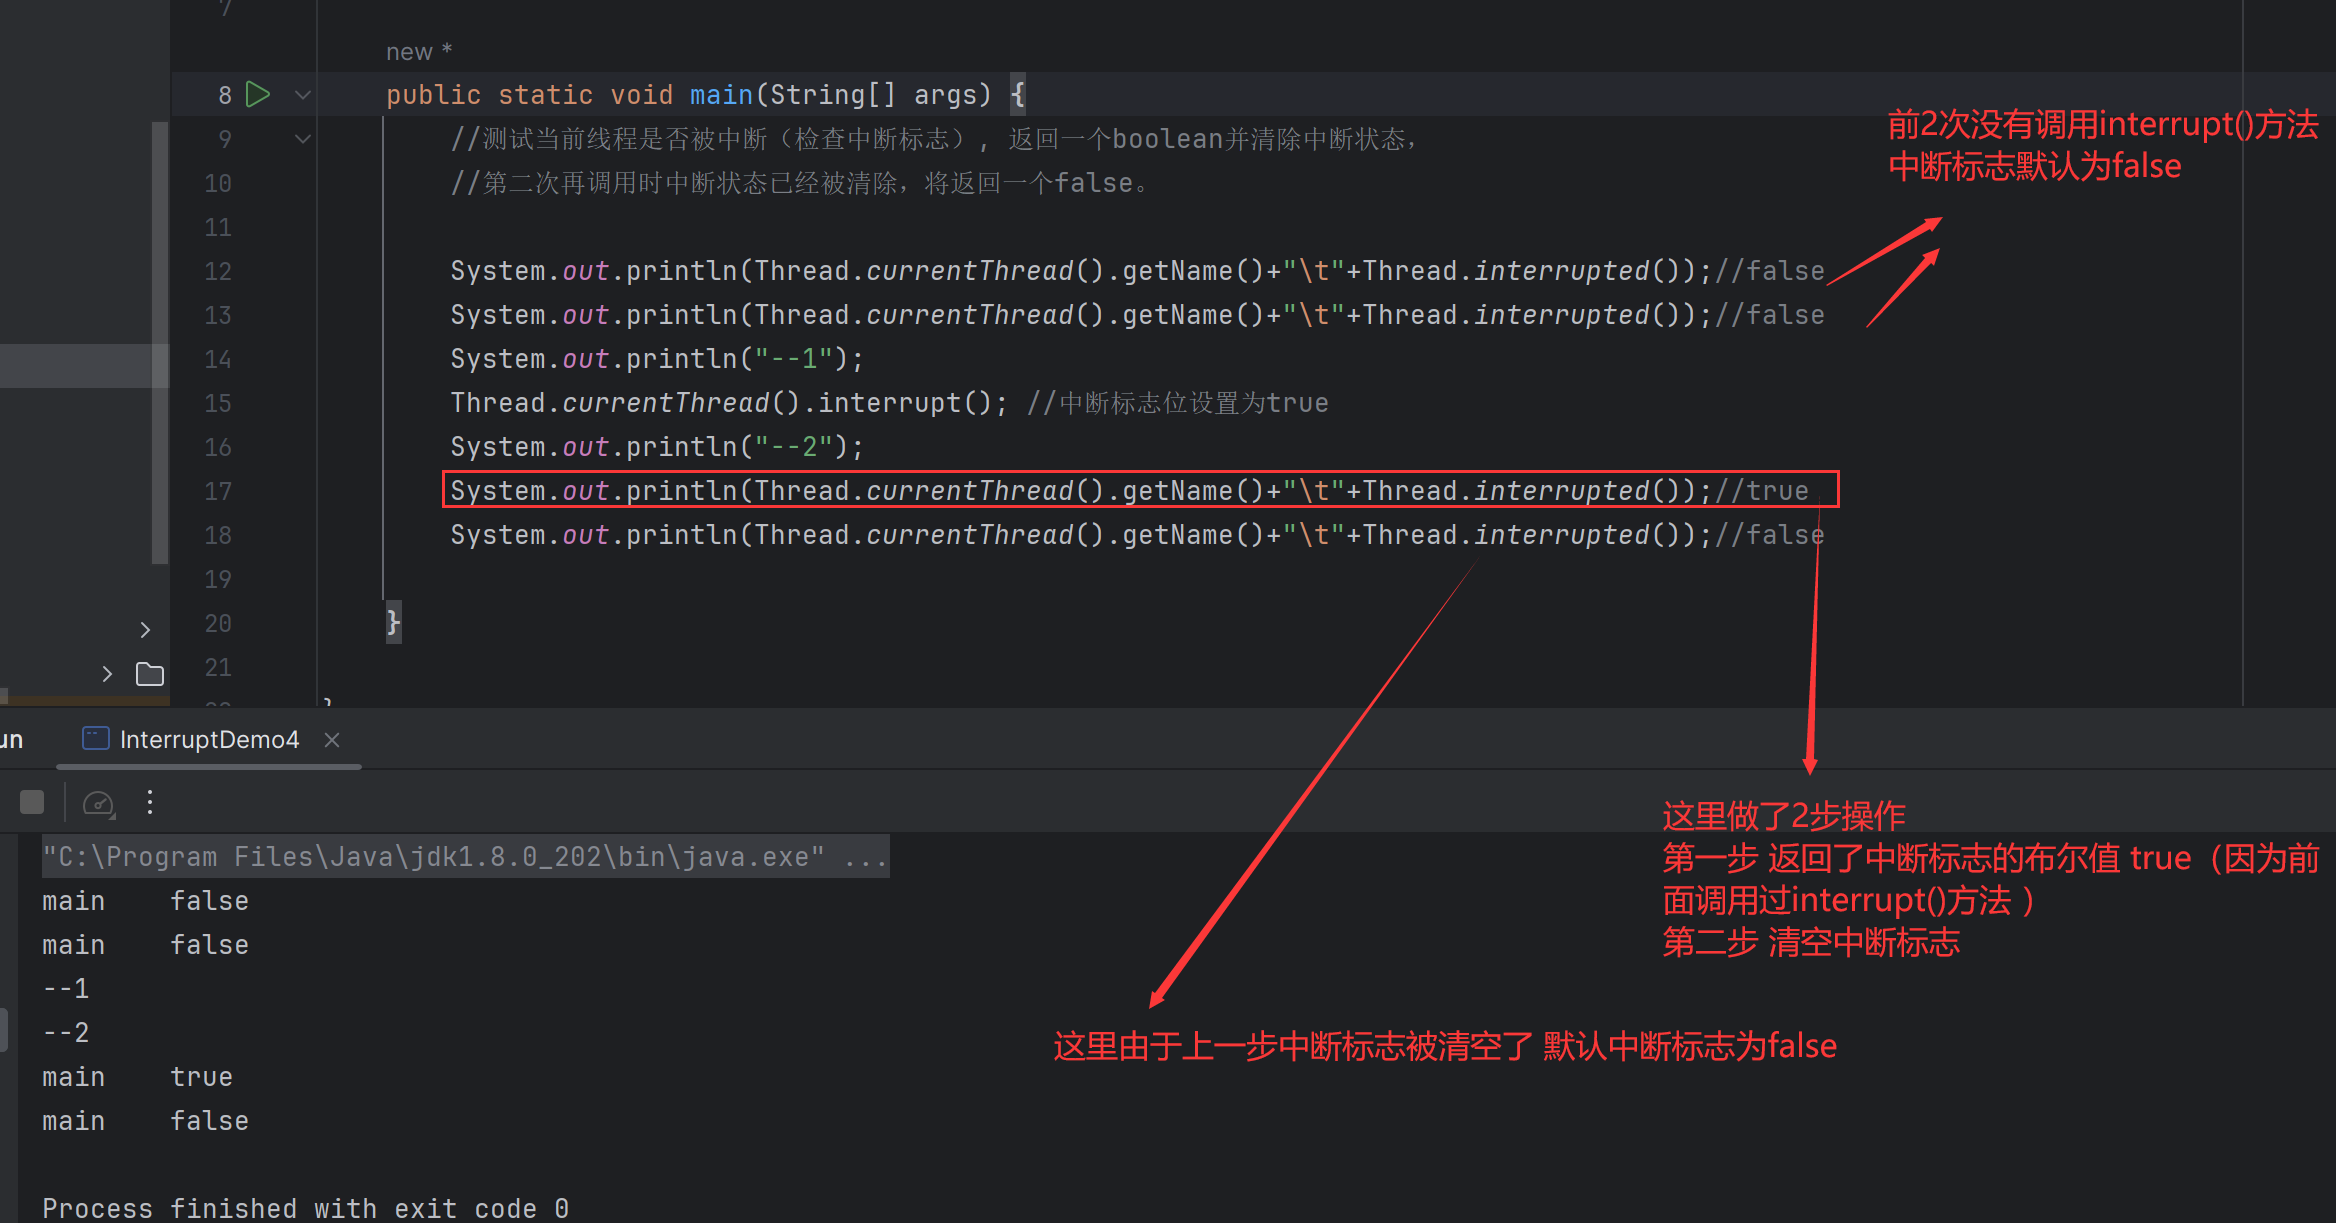 7
new *
8 public static void main(String[] args) {
9 //测试当前线程是否被中断（检查中断标志）, 返回一个boolean并清除中断状态，
10 //第二次再调用时中断状态已经被清除，将返回一个false。
11
12 System.out.println(Thread.currentThread().getName()+"\t"+Thread.interrupted());//false
13 System.out.println(Thread.currentThread().getName()+"\t"+Thread.interrupted());//false
14 System.out.println("--1");
15 Thread.currentThread().interrupt(); //中断标志位设置为true
16 System.out.println("--2");
17 System.out.println(Thread.currentThread().getName()+"\t"+Thread.interrupted());//true
18 System.out.println(Thread.currentThread().getName()+"\t"+Thread.interrupted());//false
19
20 }
21
前2次没有调用interrupt()方法
中断标志默认为false
un InterruptDemo4
"C:\Program Files\Java\jdk1.8.0_202\bin\java.exe" ...
main false
main false
--1
--2
main true
main false
Process finished with exit code 0
这里做了2步操作
第一步 返回了中断标志的布尔值 true（因为前
面调用过interrupt()方法 ）
第二步 清空中断标志
这里由于上一步中断标志被清空了 默认中断标志为false